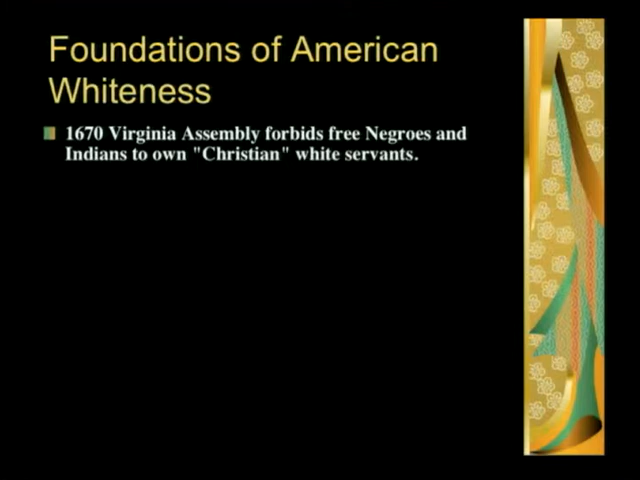 Foundations of American
Whiteness
1670 Virginia Assembly forbids free Negroes and
Indians to own "Christian" white servants.